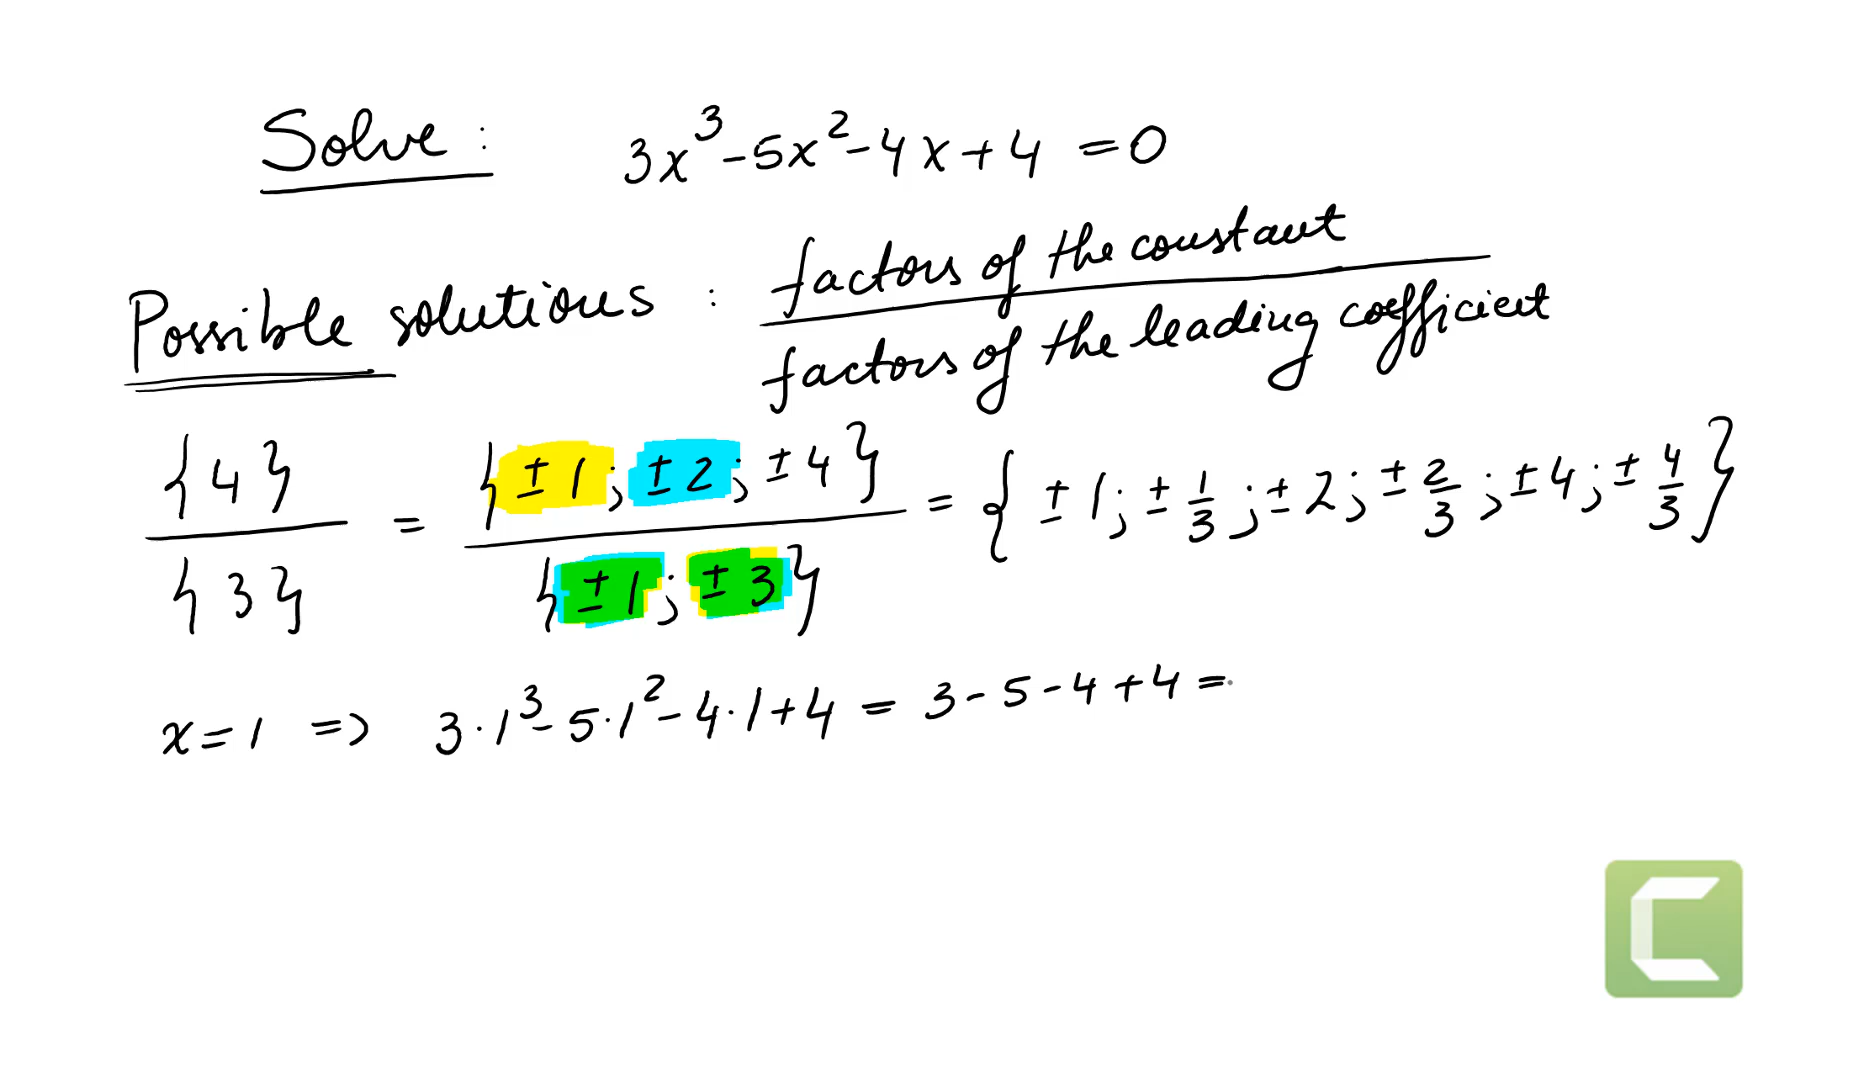 Solve : 3x³-5x²-4x+4 =0
Possible solutions : factors of the constant / factors of the leading coefficient
{4} / {3} = {±1; ±2; ±4} / {±1; ±3} = {±1; ±1/3; ±2; ±2/3; ±4; ±4/3}
x=1 => 3·1³-5·1²-4·1+4 = 3-5-4+4 =